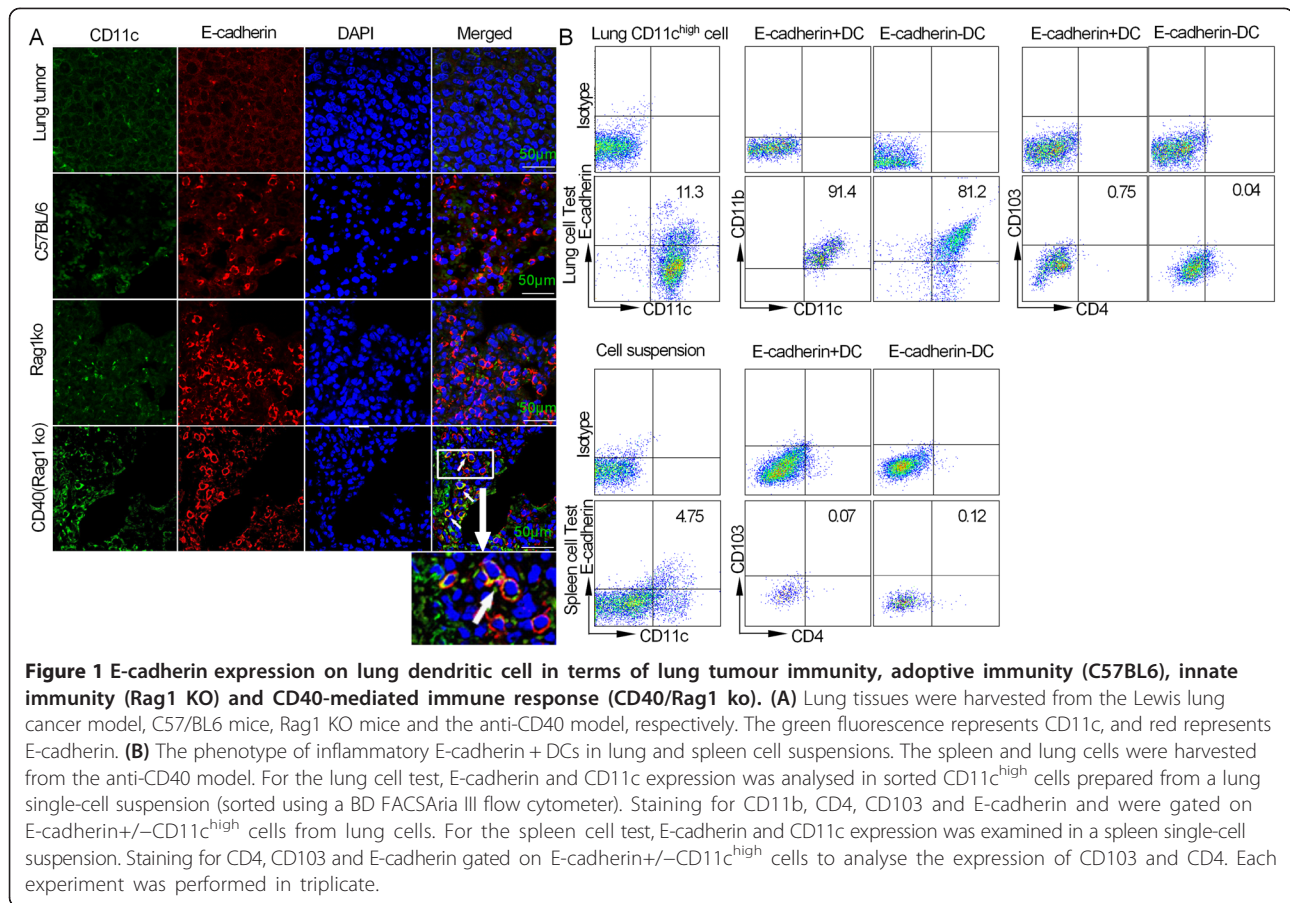 A
CD11c E-cadherin DAPI Merged
Lung tumor
50µm
C57BL/6
50µm
Rag1ko
50µm
CD40(Rag1 ko)
50µm
B
Lung CD11c^high cell E-cadherin+DC E-cadherin-DC E-cadherin+DC E-cadherin-DC
Isotype
Lung cell Test
E-cadherin
11.3
CD11c
CD11b
91.4 81.2
CD11c
CD103
0.75 0.04
CD4
Cell suspension E-cadherin+DC E-cadherin-DC
Isotype
Spleen cell Test
E-cadherin
4.75
CD11c
CD103
0.07 0.12
CD4
Figure 1 E-cadherin expression on lung dendritic cell in terms of lung tumour immunity, adoptive immunity (C57BL6), innate
immunity (Rag1 KO) and CD40-mediated immune response (CD40/Rag1 ko). (A) Lung tissues were harvested from the Lewis lung
cancer model, C57/BL6 mice, Rag1 KO mice and the anti-CD40 model, respectively. The green fluorescence represents CD11c, and red represents
E-cadherin. (B) The phenotype of inflammatory E-cadherin + DCs in lung and spleen cell suspensions. The spleen and lung cells were harvested
from the anti-CD40 model. For the lung cell test, E-cadherin and CD11c expression was analysed in sorted CD11c^high cells prepared from a lung
single-cell suspension (sorted using a BD FACSAria III flow cytometer). Staining for CD11b, CD4, CD103 and E-cadherin and were gated on
E-cadherin+/−CD11c^high cells from lung cells. For the spleen cell test, E-cadherin and CD11c expression was examined in a spleen single-cell
suspension. Staining for CD4, CD103 and E-cadherin gated on E-cadherin+/−CD11c^high cells to analyse the expression of CD103 and CD4. Each
experiment was performed in triplicate.